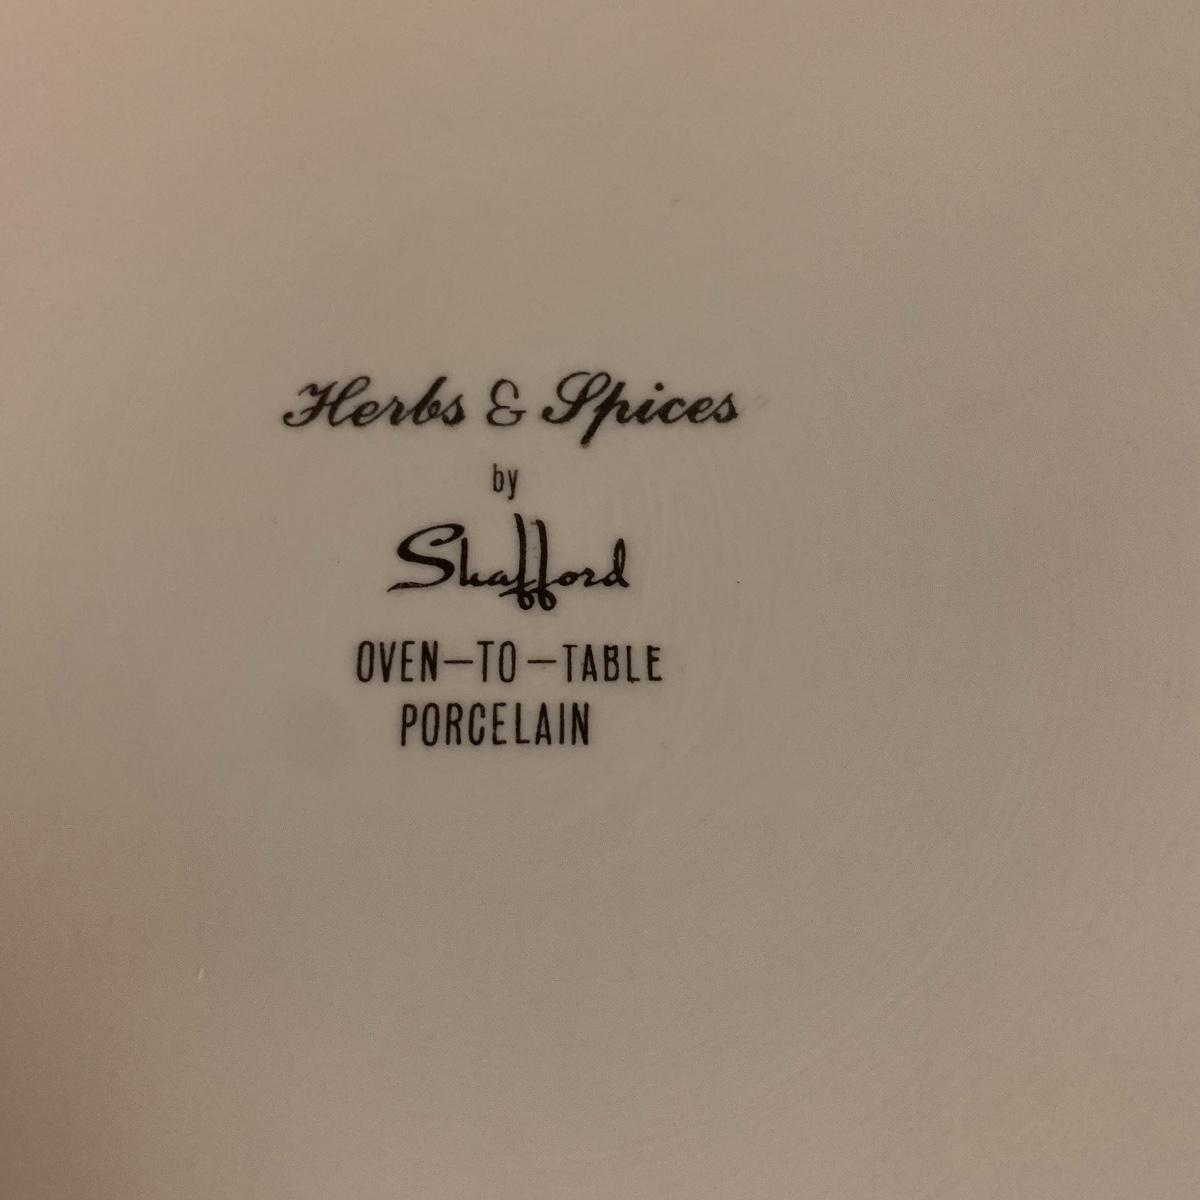 Herbs & Spices
by
Shafford
OVEN-TO-TABLE
PORCELAIN